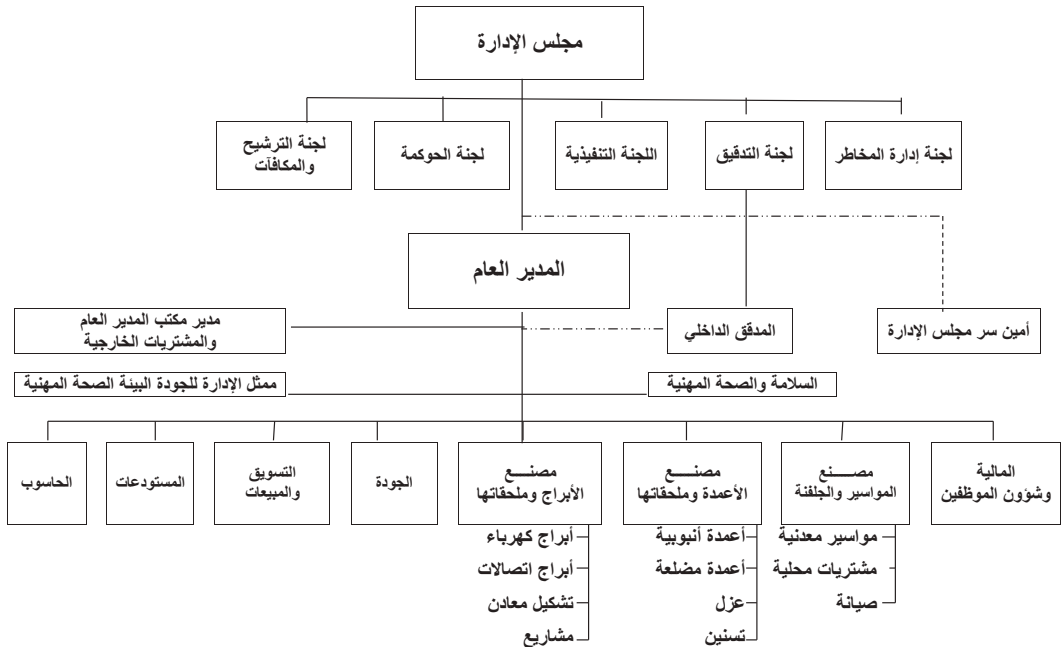 مجلس الإدارة
لجنة إدارة المخاطر
لجنة التدقيق
اللجنة التنفيذية
لجنة الحوكمة
لجنة الترشيح
والمكافآت
المدير العام
أمين سر مجلس الإدارة
المدقق الداخلي
مدير مكتب المدير العام
والمشتريات الخارجية
السلامة والصحة المهنية
ممثل الإدارة للجودة البيئة الصحة المهنية
المالية
وشؤون الموظفين
مصـــنع
المواسير والجلفنة
مصنـــــع
الأعمدة وملحقاتها
مصنــــع
الأبراج وملحقاتها
الجودة
التسويق
والمبيعات
المستودعات
الحاسوب
مواسير معدنية
مشتريات محلية
صيانة
أعمدة أنبوبية
أعمدة مضلعة
عزل
تسنين
أبراج كهرباء
أبراج اتصالات
تشكيل معادن
مشاريع